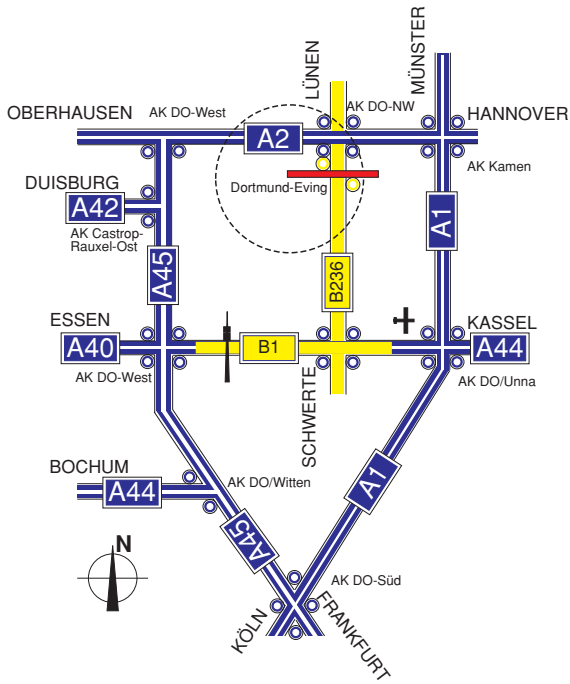 LÜNEN
MÜNSTER
OBERHAUSEN
AK DO-West
AK DO-NW
HANNOVER
A2
AK Kamen
DUISBURG
Dortmund-Eving
A42
A1
AK Castrop-
Rauxel-Ost
A45
B236
ESSEN
KASSEL
A40
B1
A44
AK DO-West
AK DO/Unna
SCHWERTE
BOCHUM
AK DO/Witten
A44
A1
A45
N
AK DO-Süd
KÖLN
FRANKFURT